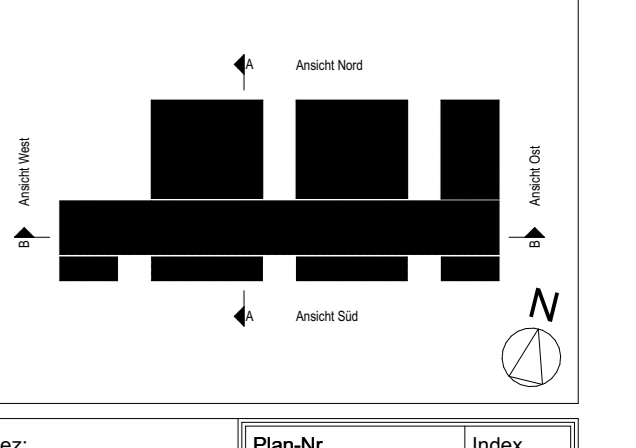 A
Ansicht Nord
Ansicht West
Ansicht Ost
B
B
A
Ansicht Süd
N
ez:
Plan-Nr
Index